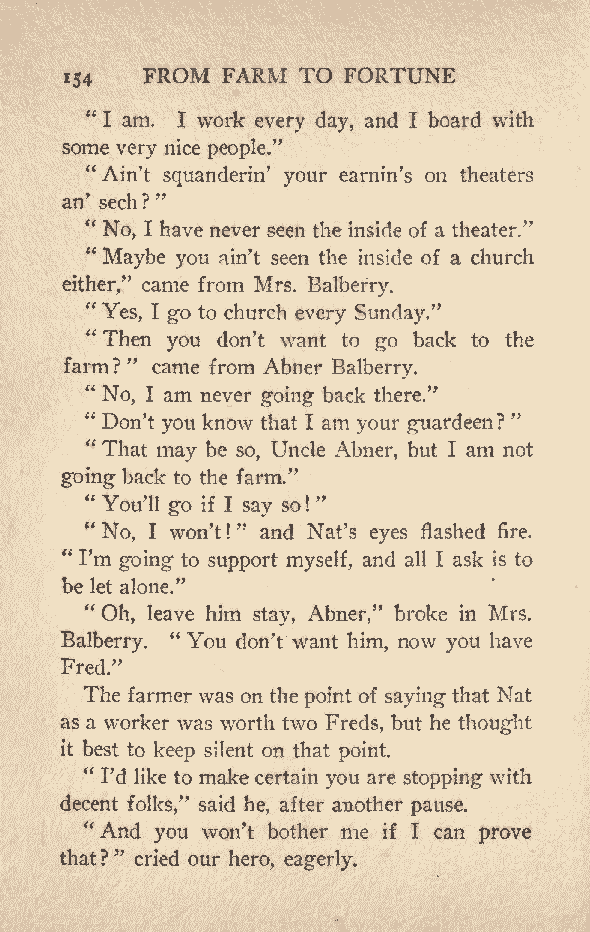 154 FROM FARM TO FORTUNE
“I am. I work every day, and I board with
some very nice people.”
“Ain’t squanderin’ your earnin’s on theaters
an’ sech?”
“No, I have never seen the inside of a theater.”
“Maybe you ain’t seen the inside of a church
either,” came from Mrs. Balberry.
“Yes, I go to church every Sunday.”
“Then you don’t want to go back to the
farm?” came from Abner Balberry.
“No, I am never going back there.”
“Don’t you know that I am your guardeen?”
“That may be so, Uncle Abner, but I am not
going back to the farm.”
“You’ll go if I say so!”
“No, I won’t!” and Nat’s eyes flashed fire.
“I’m going to support myself, and all I ask is to
be let alone.”
“Oh, leave him stay, Abner,” broke in Mrs.
Balberry. “You don’t want him, now you have
Fred.”
The farmer was on the point of saying that Nat
as a worker was worth two Freds, but he thought
it best to keep silent on that point.
“I’d like to make certain you are stopping with
decent folks,” said he, after another pause.
“And you won’t bother me if I can prove
that?” cried our hero, eagerly.